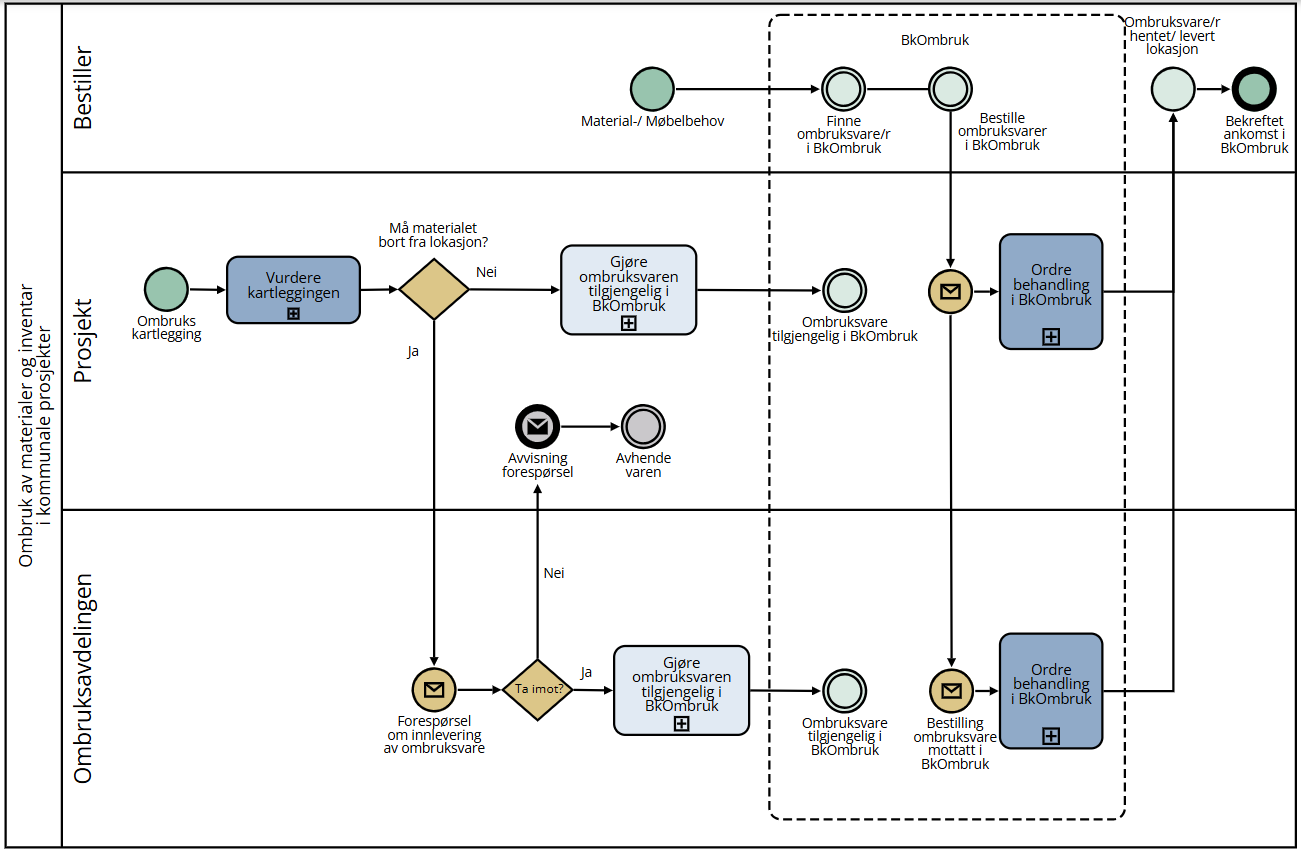 Ombruk av materialer og inventar
i kommunale prosjekter
Bestiller
Material-/ Møbelbehov
BkOmbruk
Finne
ombruksvare/r
i BkOmbruk
Bestille
ombruksvarer
i BkOmbruk
Ombruksvare/r
hentet/ levert
lokasjon
Bekreftet
ankomst i
BkOmbruk
Prosjekt
Ombruks
kartlegging
Vurdere
kartleggingen
Må materialet
bort fra lokasjon?
Nei
Ja
Gjøre
ombruksvaren
tilgjengelig i
BkOmbruk
Ombruksvare
tilgjengelig i BkOmbruk
Ordre
behandling
i BkOmbruk
Avvisning
forespørsel
Avhende
varen
Ombruksavdelingen
Forespørsel
om innlevering
av ombruksvare
Ta imot?
Nei
Ja
Gjøre
ombruksvaren
tilgjengelig i
BkOmbruk
Ombruksvare
tilgjengelig i
BkOmbruk
Bestilling
ombruksvare
mottatt i
BkOmbruk
Ordre
behandling
i BkOmbruk